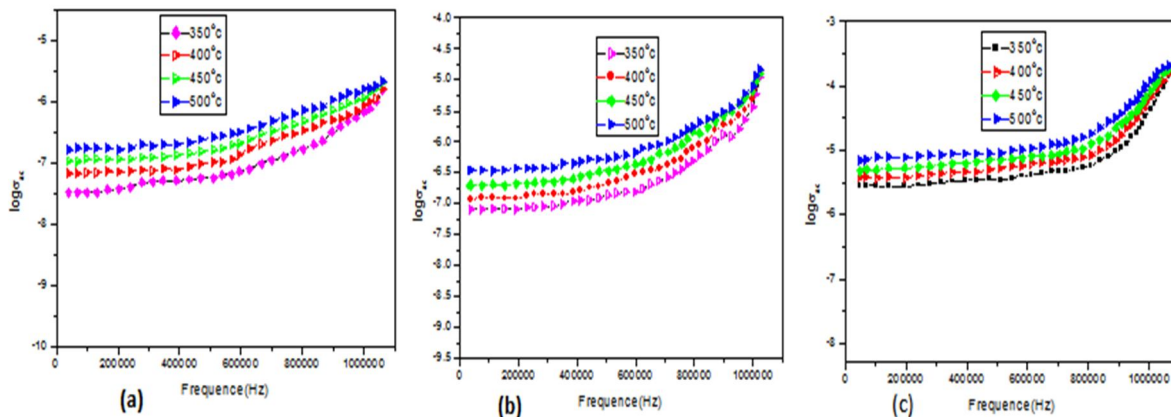 -5
-6
-7
-8
-9
-10
logσac
350°c
400°c
450°c
500°c
0 200000 400000 600000 800000 1000000
Frequence(Hz)
(a)
-4.0
-4.5
-5.0
-5.5
-6.0
-6.5
-7.0
-7.5
-8.0
-8.5
-9.0
-9.5
logσac
350°c
400°c
450°c
500°c
0 200000 400000 600000 800000 1000000
Frequence(Hz)
(b)
-3
-4
-5
-6
-7
-8
logσac
350°c
400°c
450°c
500°c
0 200000 400000 600000 800000 1000000
Frequence(Hz)
(c)